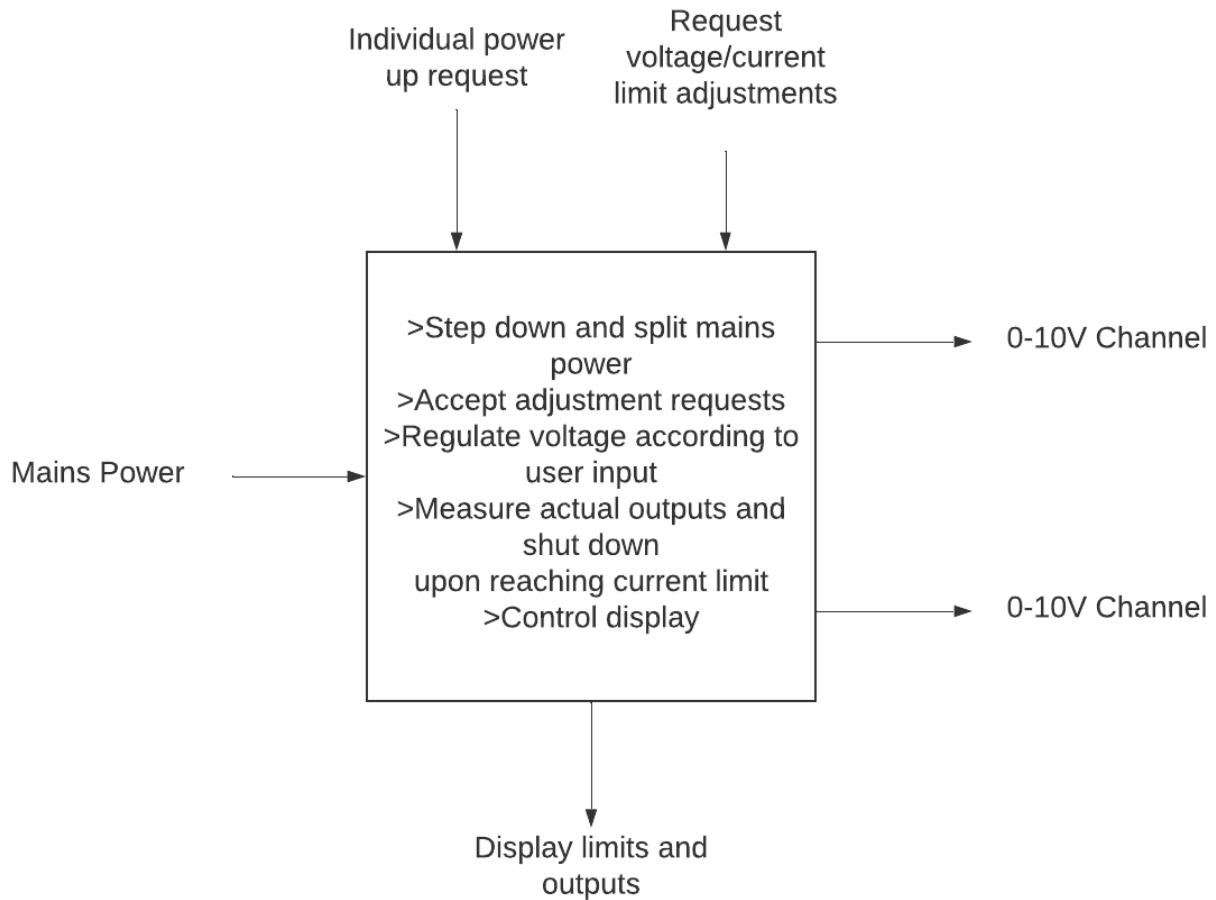 Individual power
up request
Request
voltage/current
limit adjustments
>Step down and split mains
power
>Accept adjustment requests
>Regulate voltage according to
user input
>Measure actual outputs and
shut down
upon reaching current limit
>Control display
Mains Power
0-10V Channel
0-10V Channel
Display limits and
outputs